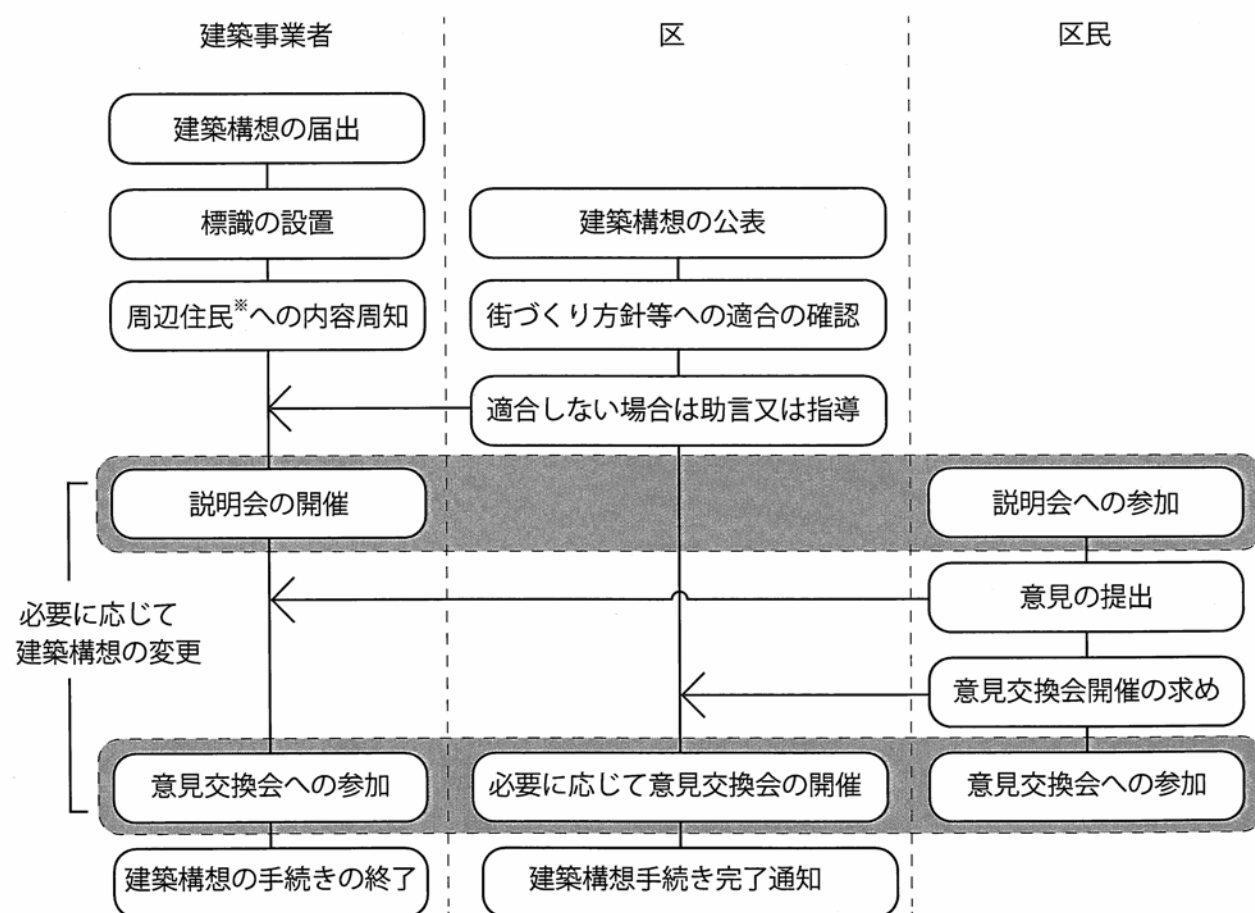 建築事業者
区
区民
建築構想の届出
標識の設置
建築構想の公表
周辺住民※への内容周知
街づくり方針等への適合の確認
適合しない場合は助言又は指導
説明会の開催
説明会への参加
意見の提出
必要に応じて
建築構想の変更
意見交換会開催の求め
意見交換会への参加
必要に応じて意見交換会の開催
意見交換会への参加
建築構想の手続きの終了
建築構想手続き完了通知